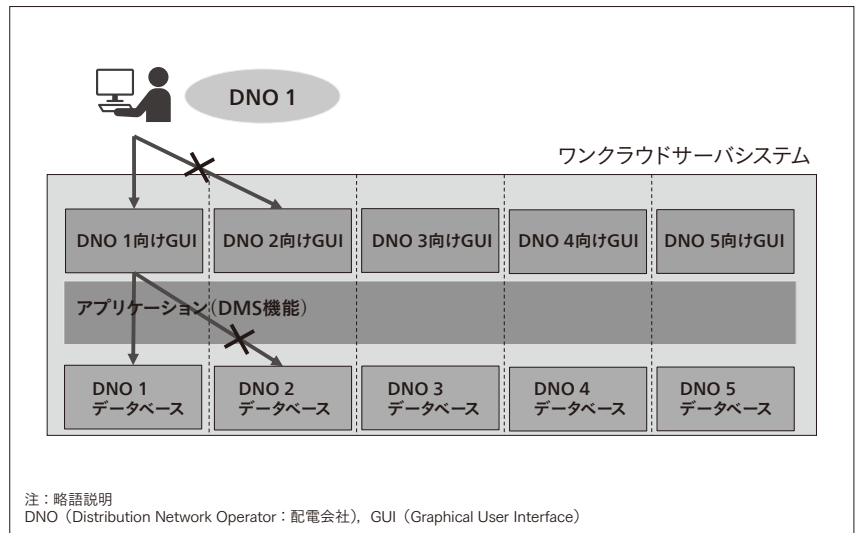 DNO 1
ワンクラウドサーバシステム
DNO 1向けGUI
DNO 2向けGUI
DNO 3向けGUI
DNO 4向けGUI
DNO 5向けGUI
アプリケーション（DMS機能）
DNO 1
データベース
DNO 2
データベース
DNO 3
データベース
DNO 4
データベース
DNO 5
データベース
注：略語説明
DNO（Distribution Network Operator：配電会社），GUI（Graphical User Interface）